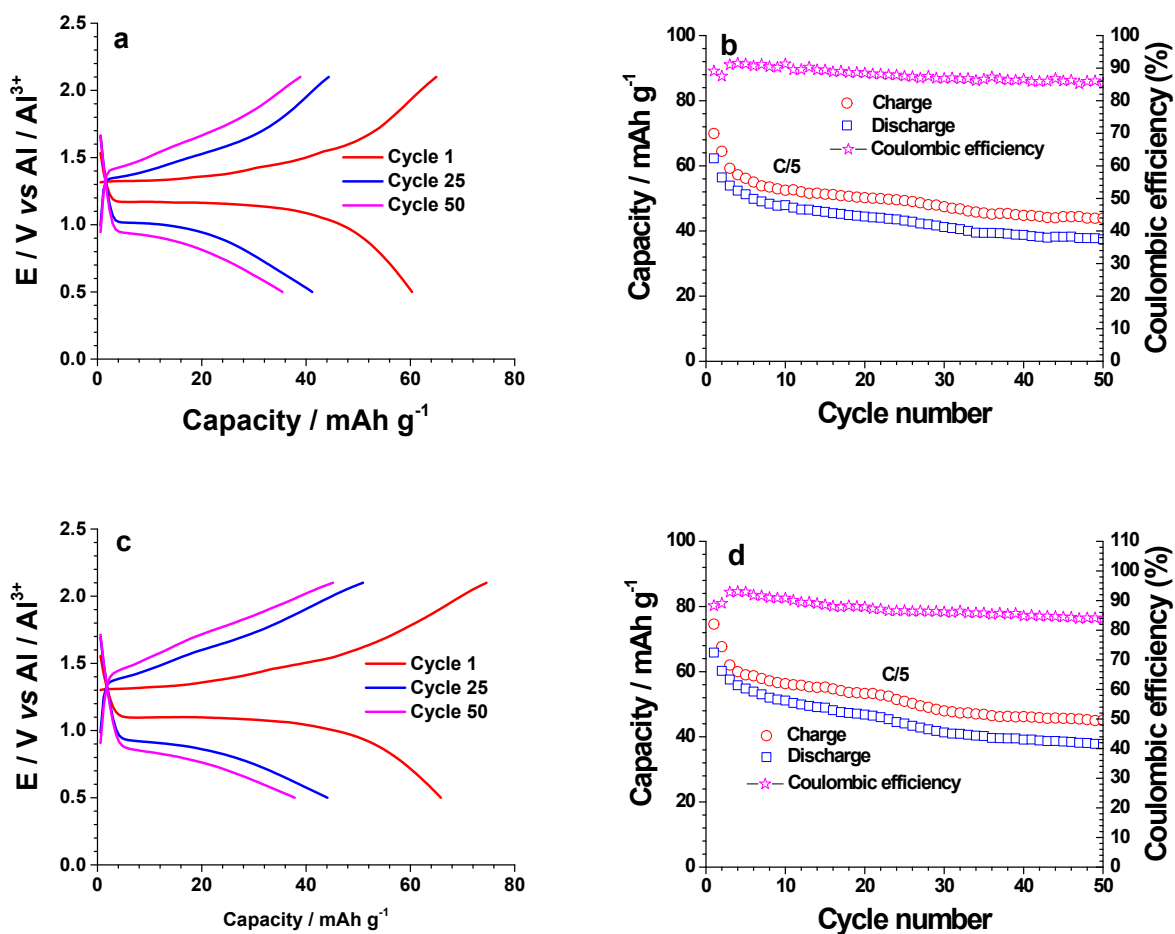 a
2.5
2.0
1.5
1.0
0.5
0.0
E / V vs Al / Al³⁺
Cycle 1
Cycle 25
Cycle 50
0 20 40 60 80
Capacity / mAh g⁻¹
b
100
80
60
40
20
0
Capacity / mAh g⁻¹
Charge
Discharge
Coulombic efficiency
C/5
100
90
80
70
60
50
40
30
20
10
0
Coulombic efficiency (%)
0 10 20 30 40 50
Cycle number
c
2.5
2.0
1.5
1.0
0.5
0.0
E / V vs Al / Al³⁺
Cycle 1
Cycle 25
Cycle 50
0 20 40 60 80
Capacity / mAh g⁻¹
d
100
80
60
40
20
0
Capacity / mAh g⁻¹
C/5
Charge
Discharge
Coulombic efficiency
110
100
90
80
70
60
50
40
30
20
10
0
Coulombic efficiency (%)
0 10 20 30 40 50
Cycle number